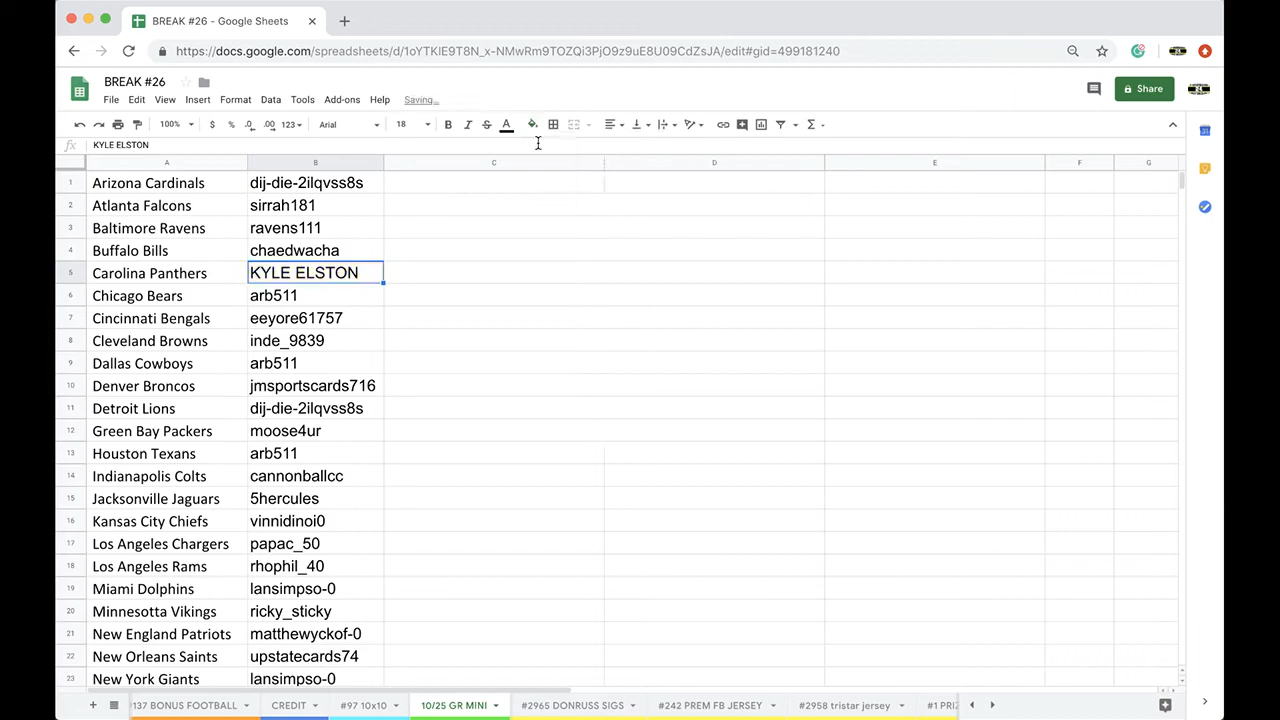 BREAK #26 - Google Sheets
https://docs.google.com/spreadsheets/d/1oYTKlE9T8N_x-NMwRm9TOZQi3PjO9z9uE8U09CdZsJA/edit#gid=499181240
BREAK #26
File Edit View Insert Format Data Tools Add-ons Help Saving...
Share
100% $ % .0 .00 123 Arial 18 B I S A
fx KYLE ELSTON
A B C D E F G
1 Arizona Cardinals dij-die-2ilqvss8s
2 Atlanta Falcons sirrah181
3 Baltimore Ravens ravens111
4 Buffalo Bills chaedwacha
5 Carolina Panthers KYLE ELSTON
6 Chicago Bears arb511
7 Cincinnati Bengals eeyore61757
8 Cleveland Browns inde_9839
9 Dallas Cowboys arb511
10 Denver Broncos jmsportscards716
11 Detroit Lions dij-die-2ilqvss8s
12 Green Bay Packers moose4ur
13 Houston Texans arb511
14 Indianapolis Colts cannonballcc
15 Jacksonville Jaguars 5hercules
16 Kansas City Chiefs vinnidinoi0
17 Los Angeles Chargers papac_50
18 Los Angeles Rams rhophil_40
19 Miami Dolphins lansimpso-0
20 Minnesota Vikings ricky_sticky
21 New England Patriots matthewyckof-0
22 New Orleans Saints upstatecards74
23 New York Giants lansimpso-0
#137 BONUS FOOTBALL CREDIT #97 10x10 10/25 GR MINI #2965 DONRUSS SIGS #242 PREM FB JERSEY #2958 tristar jersey #1 PRIZ